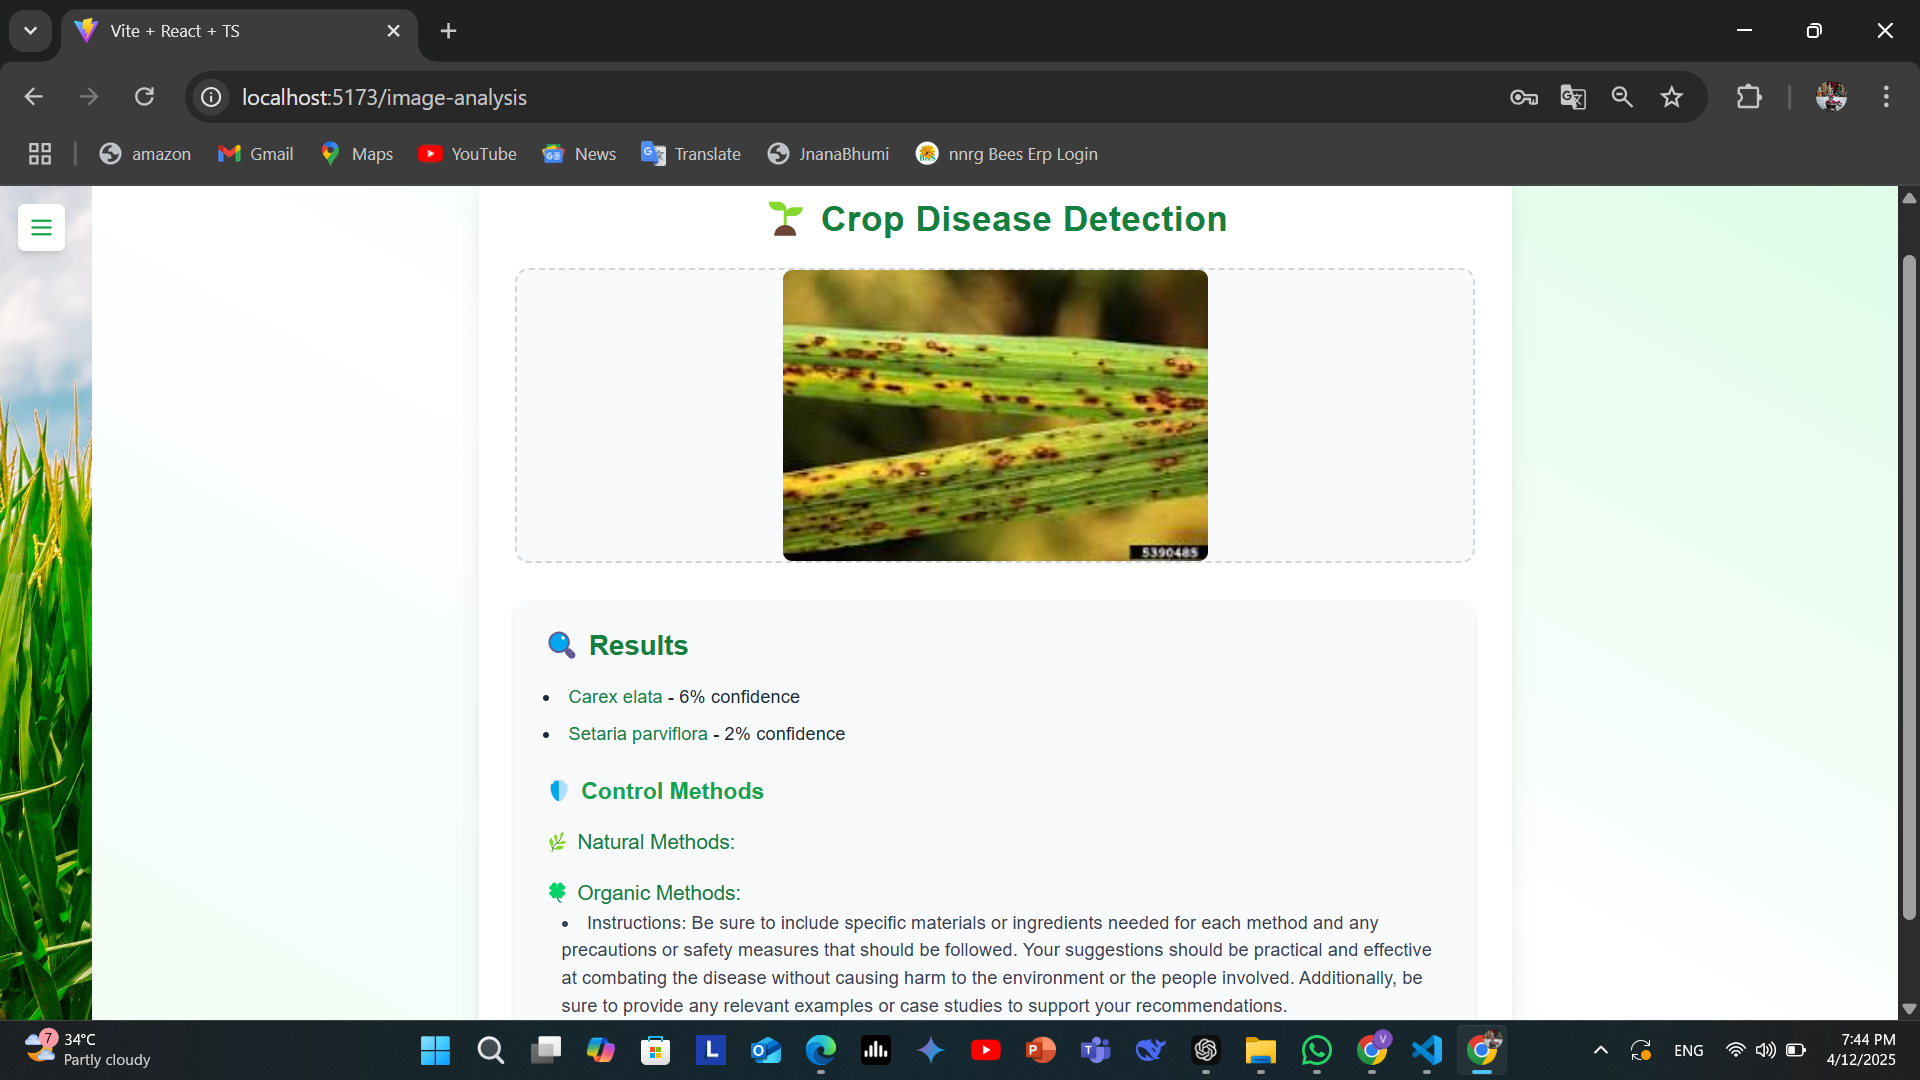 Vite + React + TS
localhost:5173/image-analysis
amazon Gmail Maps YouTube News Translate JnanaBhumi nnrg Bees Erp Login
Crop Disease Detection
5390485
Results
Carex elata - 6% confidence
Setaria parviflora - 2% confidence
Control Methods
Natural Methods:
Organic Methods:
Instructions: Be sure to include specific materials or ingredients needed for each method and any
precautions or safety measures that should be followed. Your suggestions should be practical and effective
at combating the disease without causing harm to the environment or the people involved. Additionally, be
sure to provide any relevant examples or case studies to support your recommendations.
7
34°C
Partly cloudy
L
V
ENG
7:44 PM
4/12/2025